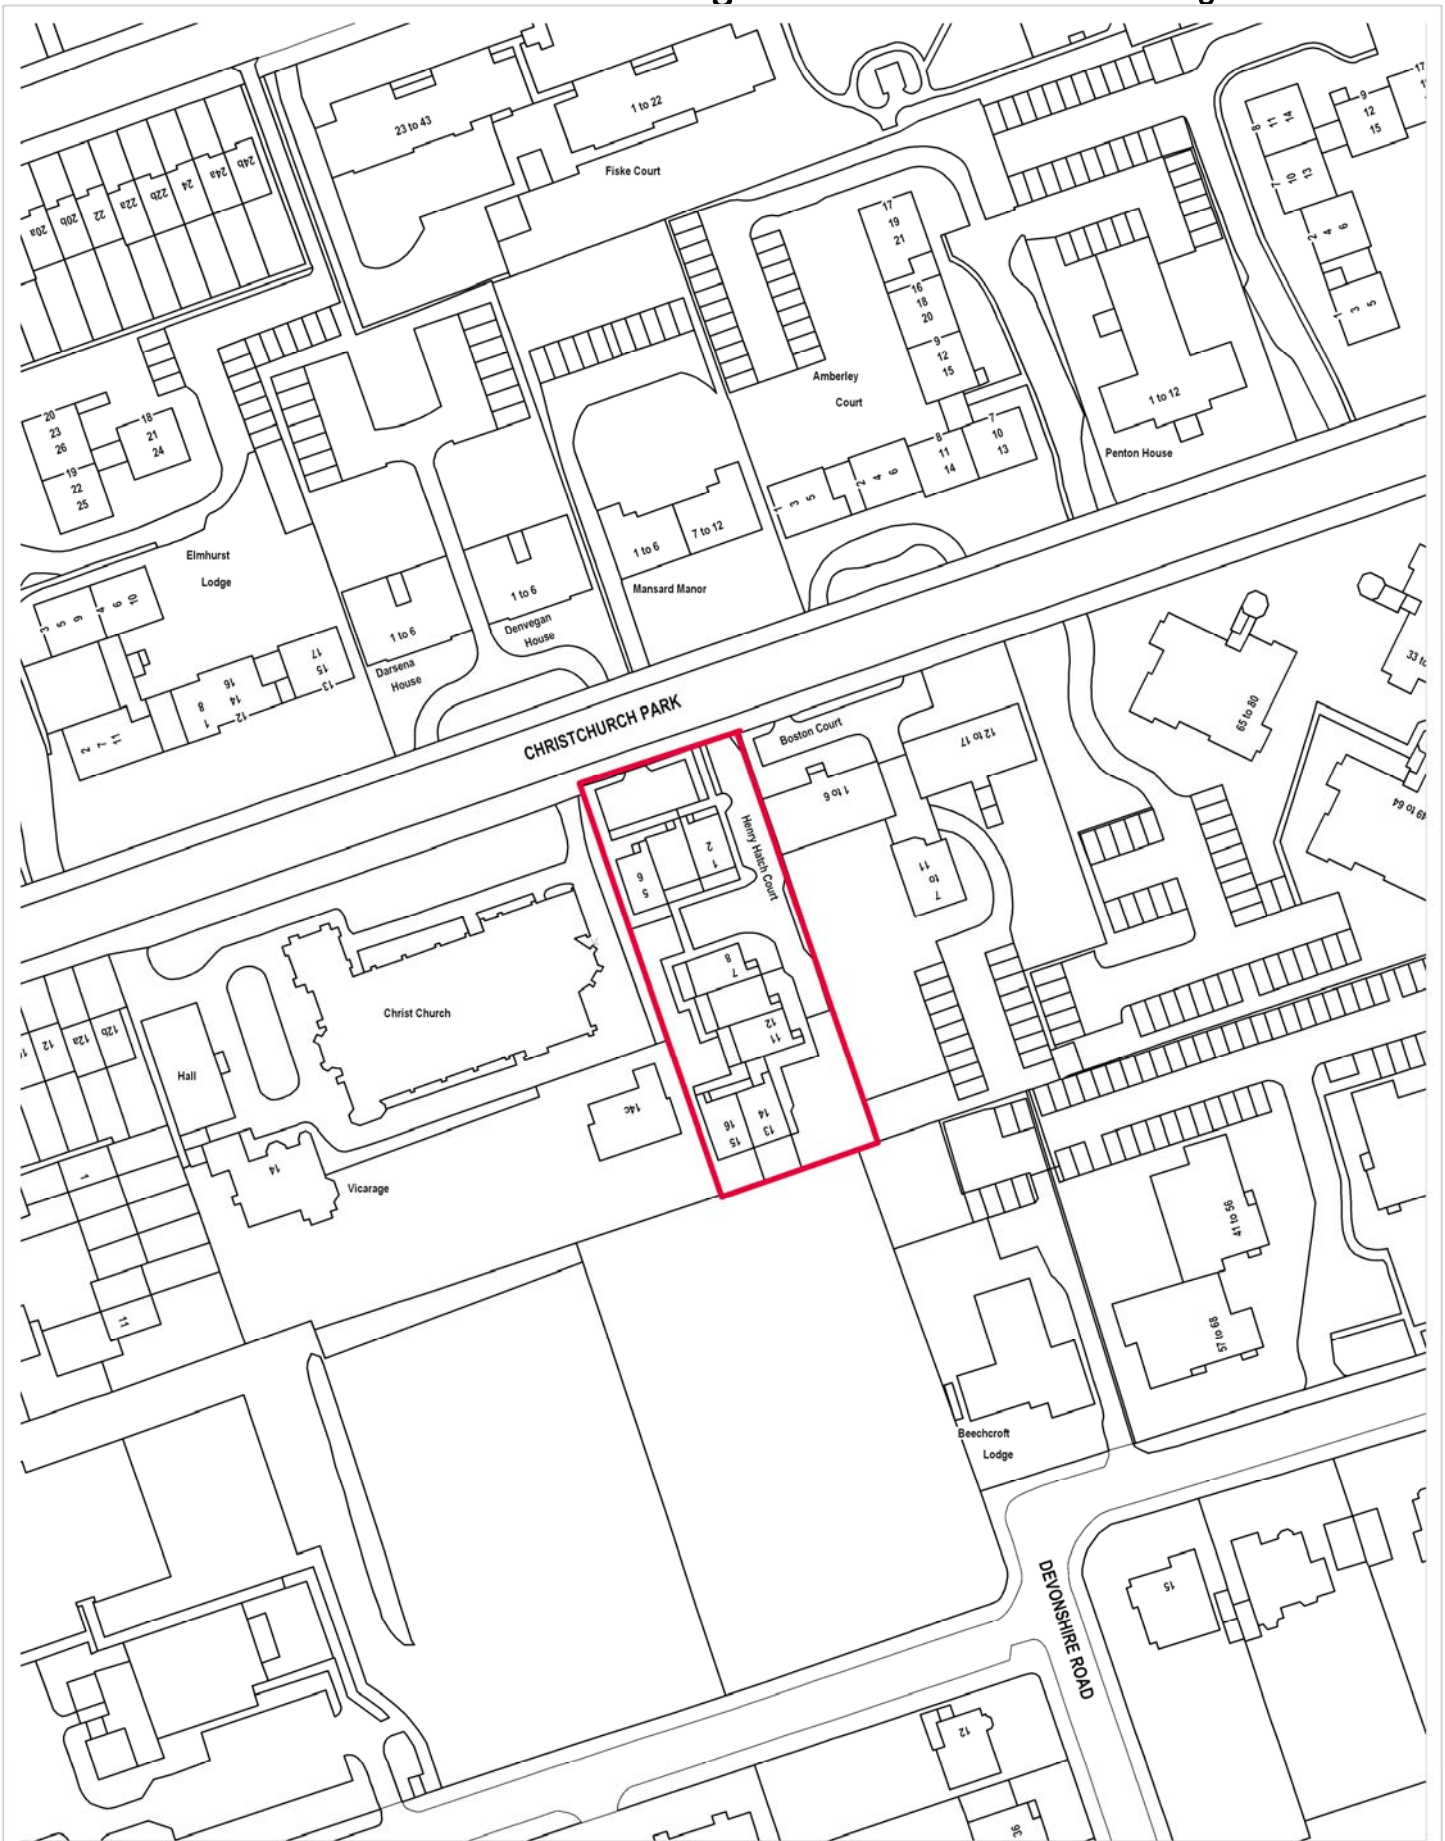 23 to 43
1 to 22
Fiske Court
20a
20b
22
22a
22b
24
24a
24b
17
19
21
16
18
20
9
12
15
Amberley
Court
7
10
13
8
11
14
2
4
6
1
3
5
1 to 12
Penton House
8
11
14
7
10
13
2
4
6
1
3
5
9
12
15
17
20
23
26
19
22
25
18
21
24
Elmhurst
Lodge
3
5
9
4
6
10
2
7
11
1
8
12
14
16
13
15
17
1 to 6
Darsena
House
1 to 6
Denvegan
House
1 to 6
7 to 12
Mansard Manor
CHRISTCHURCH PARK
Boston Court
1 to 6
12 to 17
7
to
11
65 to 80
49 to 64
Henry Hatch Court
2
1
6
5
8
7
12
11
14
13
16
15
14c
Christ Church
Hall
12
12a
12b
14
Vicarage
1
11
41 to 56
57 to 68
Beechcroft
Lodge
DEVONSHIRE ROAD
15
12
36